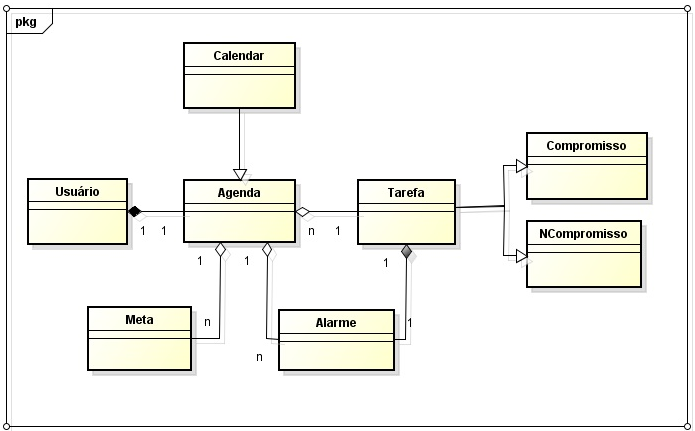 pkg
Calendar
Compromisso
Usuário
Agenda
Tarefa
1 1
n 1
NCompromisso
1
1
1
Meta
n
Alarme
1
n